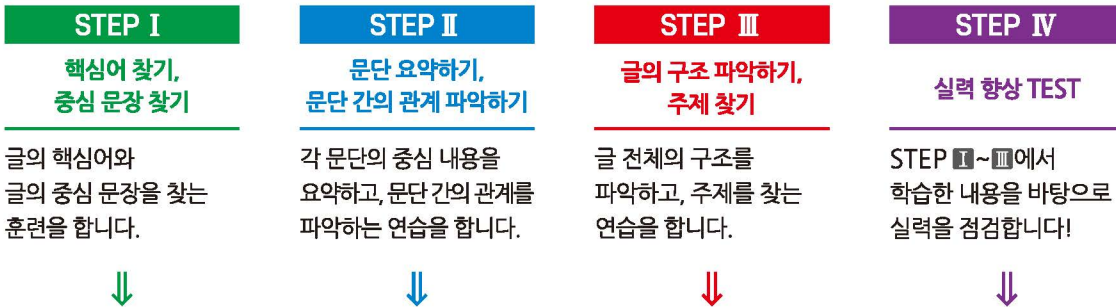 STEP Ⅰ
핵심어 찾기,
중심 문장 찾기
글의 핵심어와
글의 중심 문장을 찾는
훈련을 합니다.
STEP Ⅱ
문단 요약하기,
문단 간의 관계 파악하기
각 문단의 중심 내용을
요약하고, 문단 간의 관계를
파악하는 연습을 합니다.
STEP Ⅲ
글의 구조 파악하기,
주제 찾기
글 전체의 구조를
파악하고, 주제를 찾는
연습을 합니다.
STEP Ⅳ
실력 향상 TEST
STEP Ⅰ~Ⅲ에서
학습한 내용을 바탕으로
실력을 점검합니다!